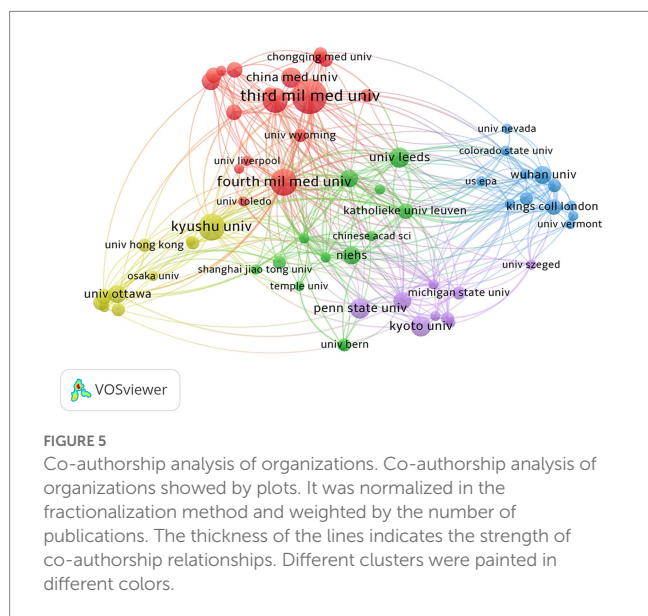 chongqing med univ
china med univ
third mil med univ
univ nevada
univ wyoming
colorado state univ
univ leeds
univ liverpool
wuhan univ
fourth mil med univ
us epa
univ toledo
kings coll london
katholieke univ leuven
kyushu univ
univ vermont
chinese acad sci
univ hong kong
niehs
univ szeged
shanghai jiao tong univ
osaka univ
temple univ
michigan state univ
univ ottawa
penn state univ
kyoto univ
univ bern
VOSviewer
FIGURE 5
Co-authorship analysis of organizations. Co-authorship analysis of
organizations showed by plots. It was normalized in the
fractionalization method and weighted by the number of
publications. The thickness of the lines indicates the strength of
co-authorship relationships. Different clusters were painted in
different colors.